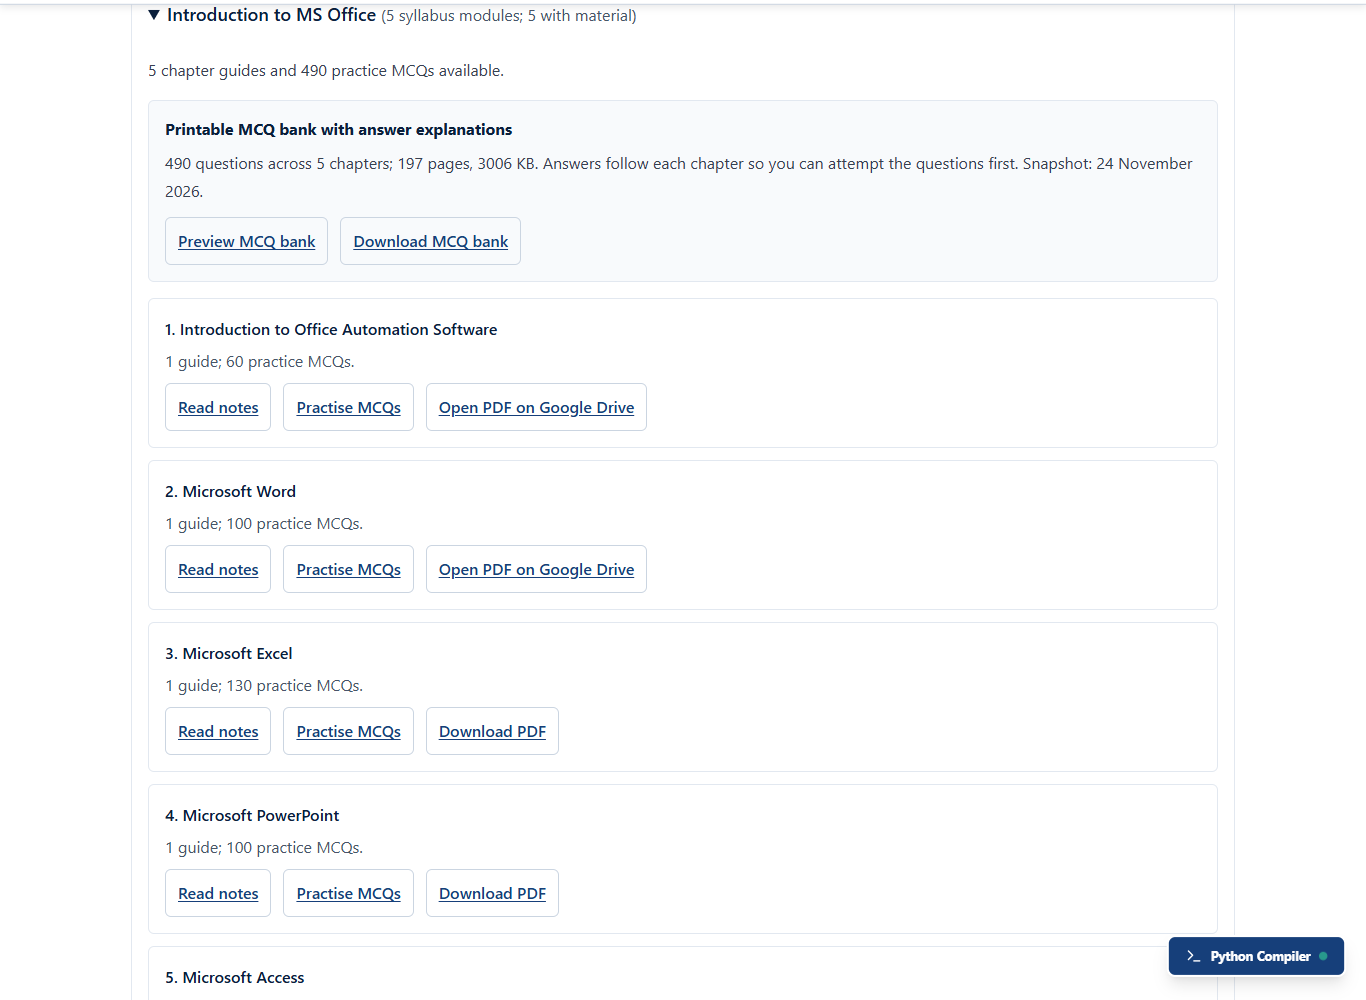 ▼ Introduction to MS Office (5 syllabus modules; 5 with material)
5 chapter guides and 490 practice MCQs available.
Printable MCQ bank with answer explanations
490 questions across 5 chapters; 197 pages, 3006 KB. Answers follow each chapter so you can attempt the questions first. Snapshot: 24 November
2026.
Preview MCQ bank Download MCQ bank
1. Introduction to Office Automation Software
1 guide; 60 practice MCQs.
Read notes Practise MCQs Open PDF on Google Drive
2. Microsoft Word
1 guide; 100 practice MCQs.
Read notes Practise MCQs Open PDF on Google Drive
3. Microsoft Excel
1 guide; 130 practice MCQs.
Read notes Practise MCQs Download PDF
4. Microsoft PowerPoint
1 guide; 100 practice MCQs.
Read notes Practise MCQs Download PDF
5. Microsoft Access
>_ Python Compiler